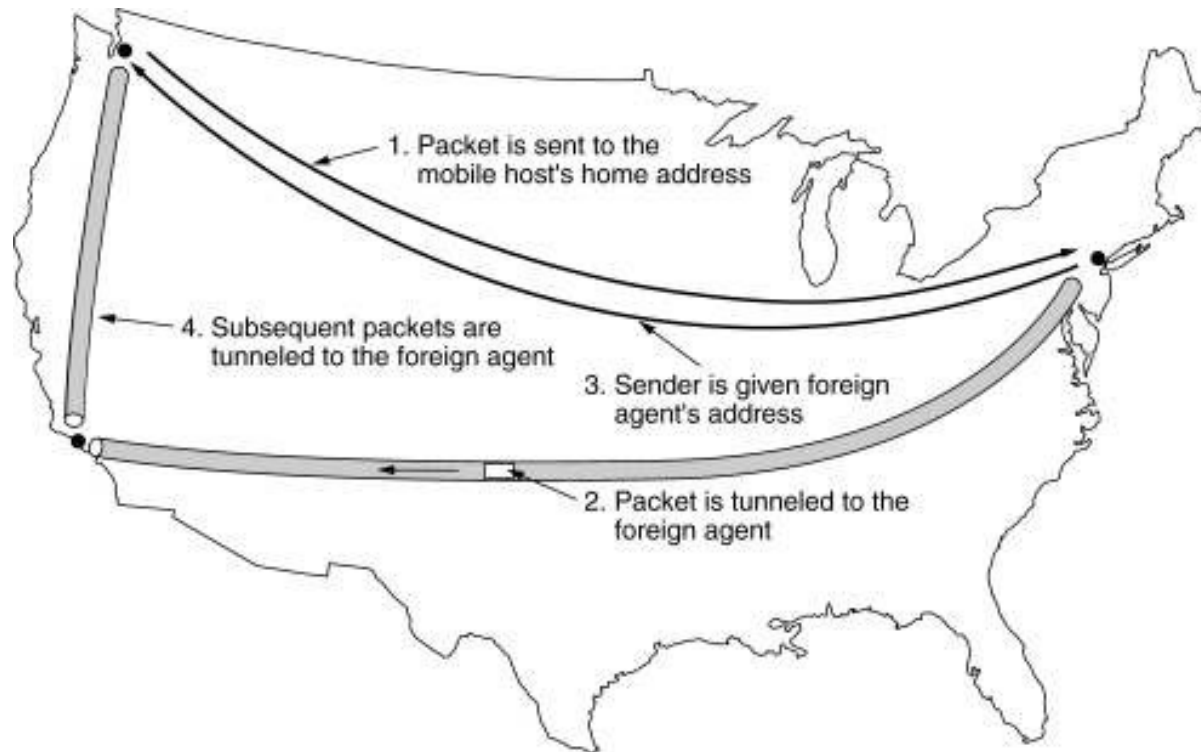 1. Packet is sent to the
mobile host's home address
4. Subsequent packets are
tunneled to the foreign agent
3. Sender is given foreign
agent's address
2. Packet is tunneled to the
foreign agent